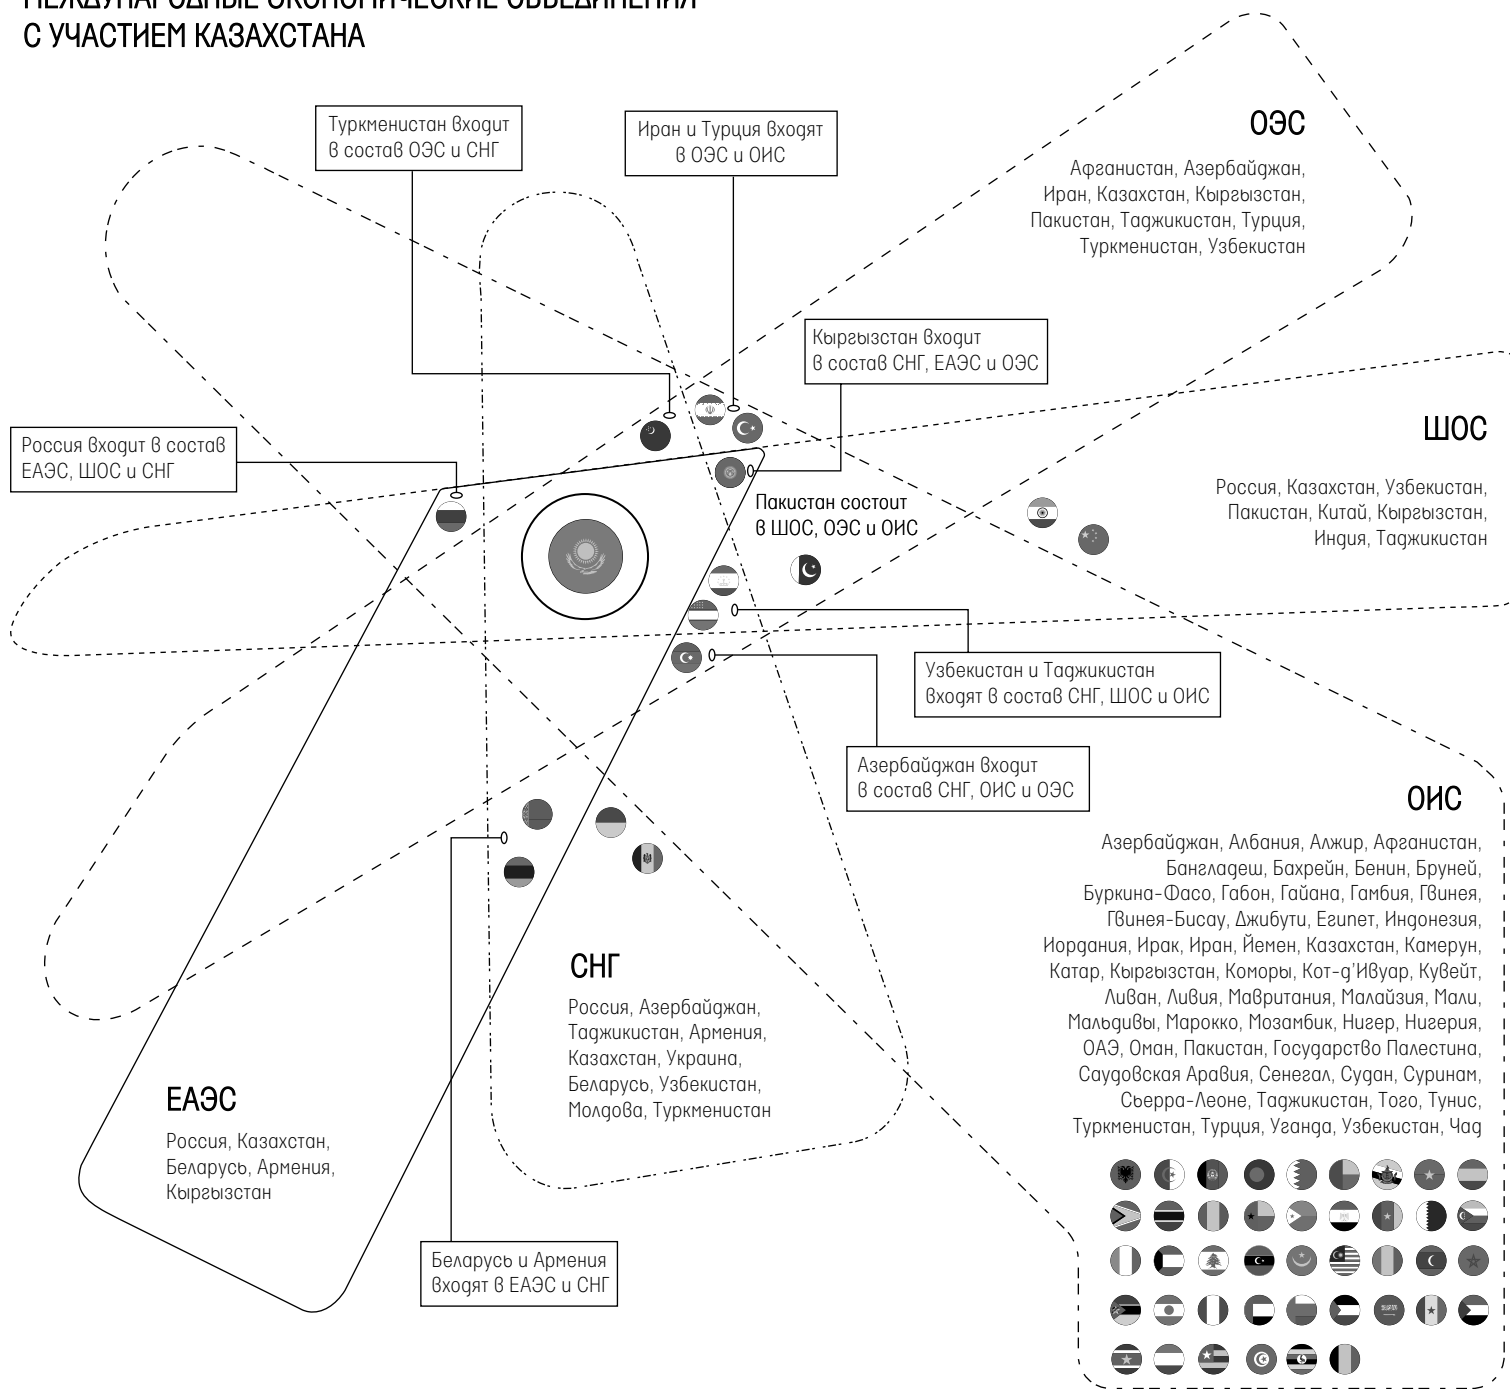 МЕЖДУНАРОДНЫЕ ЭКОНОМИЧЕСКИЕ ОБЪЕДИНЕНИЯ
С УЧАСТИЕМ КАЗАХСТАНА
Туркменистан входит
в состав ОЭС и СНГ
Иран и Турция входят
в ОЭС и ОИС
ОЭС
Афганистан, Азербайджан,
Иран, Казахстан, Кыргызстан,
Пакистан, Таджикистан, Турция,
Туркменистан, Узбекистан
Кыргызстан входит
в состав СНГ, ЕАЭС и ОЭС
Россия входит в состав
ЕАЭС, ШОС и СНГ
ШОС
Россия, Казахстан, Узбекистан,
Пакистан, Китай, Кыргызстан,
Индия, Таджикистан
Пакистан состоит
в ШОС, ОЭС и ОИС
Узбекистан и Таджикистан
входят в состав СНГ, ШОС и ОИС
Азербайджан входит
в состав СНГ, ОИС и ОЭС
ОИС
Азербайджан, Албания, Алжир, Афганистан,
Бангладеш, Бахрейн, Бенин, Бруней,
Буркина-Фасо, Габон, Гайана, Гамбия, Гвинея,
Гвинея-Бисау, Джибути, Египет, Индонезия,
Иордания, Ирак, Иран, Йемен, Казахстан, Камерун,
Катар, Кыргызстан, Коморы, Кот-д'Ивуар, Кувейт,
Ливан, Ливия, Мавритания, Малайзия, Мали,
Мальдивы, Марокко, Мозамбик, Нигер, Нигерия,
ОАЭ, Оман, Пакистан, Государство Палестина,
Саудовская Аравия, Сенегал, Судан, Суринам,
Сьерра-Леоне, Таджикистан, Того, Тунис,
Туркменистан, Турция, Уганда, Узбекистан, Чад
СНГ
Россия, Азербайджан,
Таджикистан, Армения,
Казахстан, Украина,
Беларусь, Узбекистан,
Молдова, Туркменистан
ЕАЭС
Россия, Казахстан,
Беларусь, Армения,
Кыргызстан
Беларусь и Армения
входят в ЕАЭС и СНГ